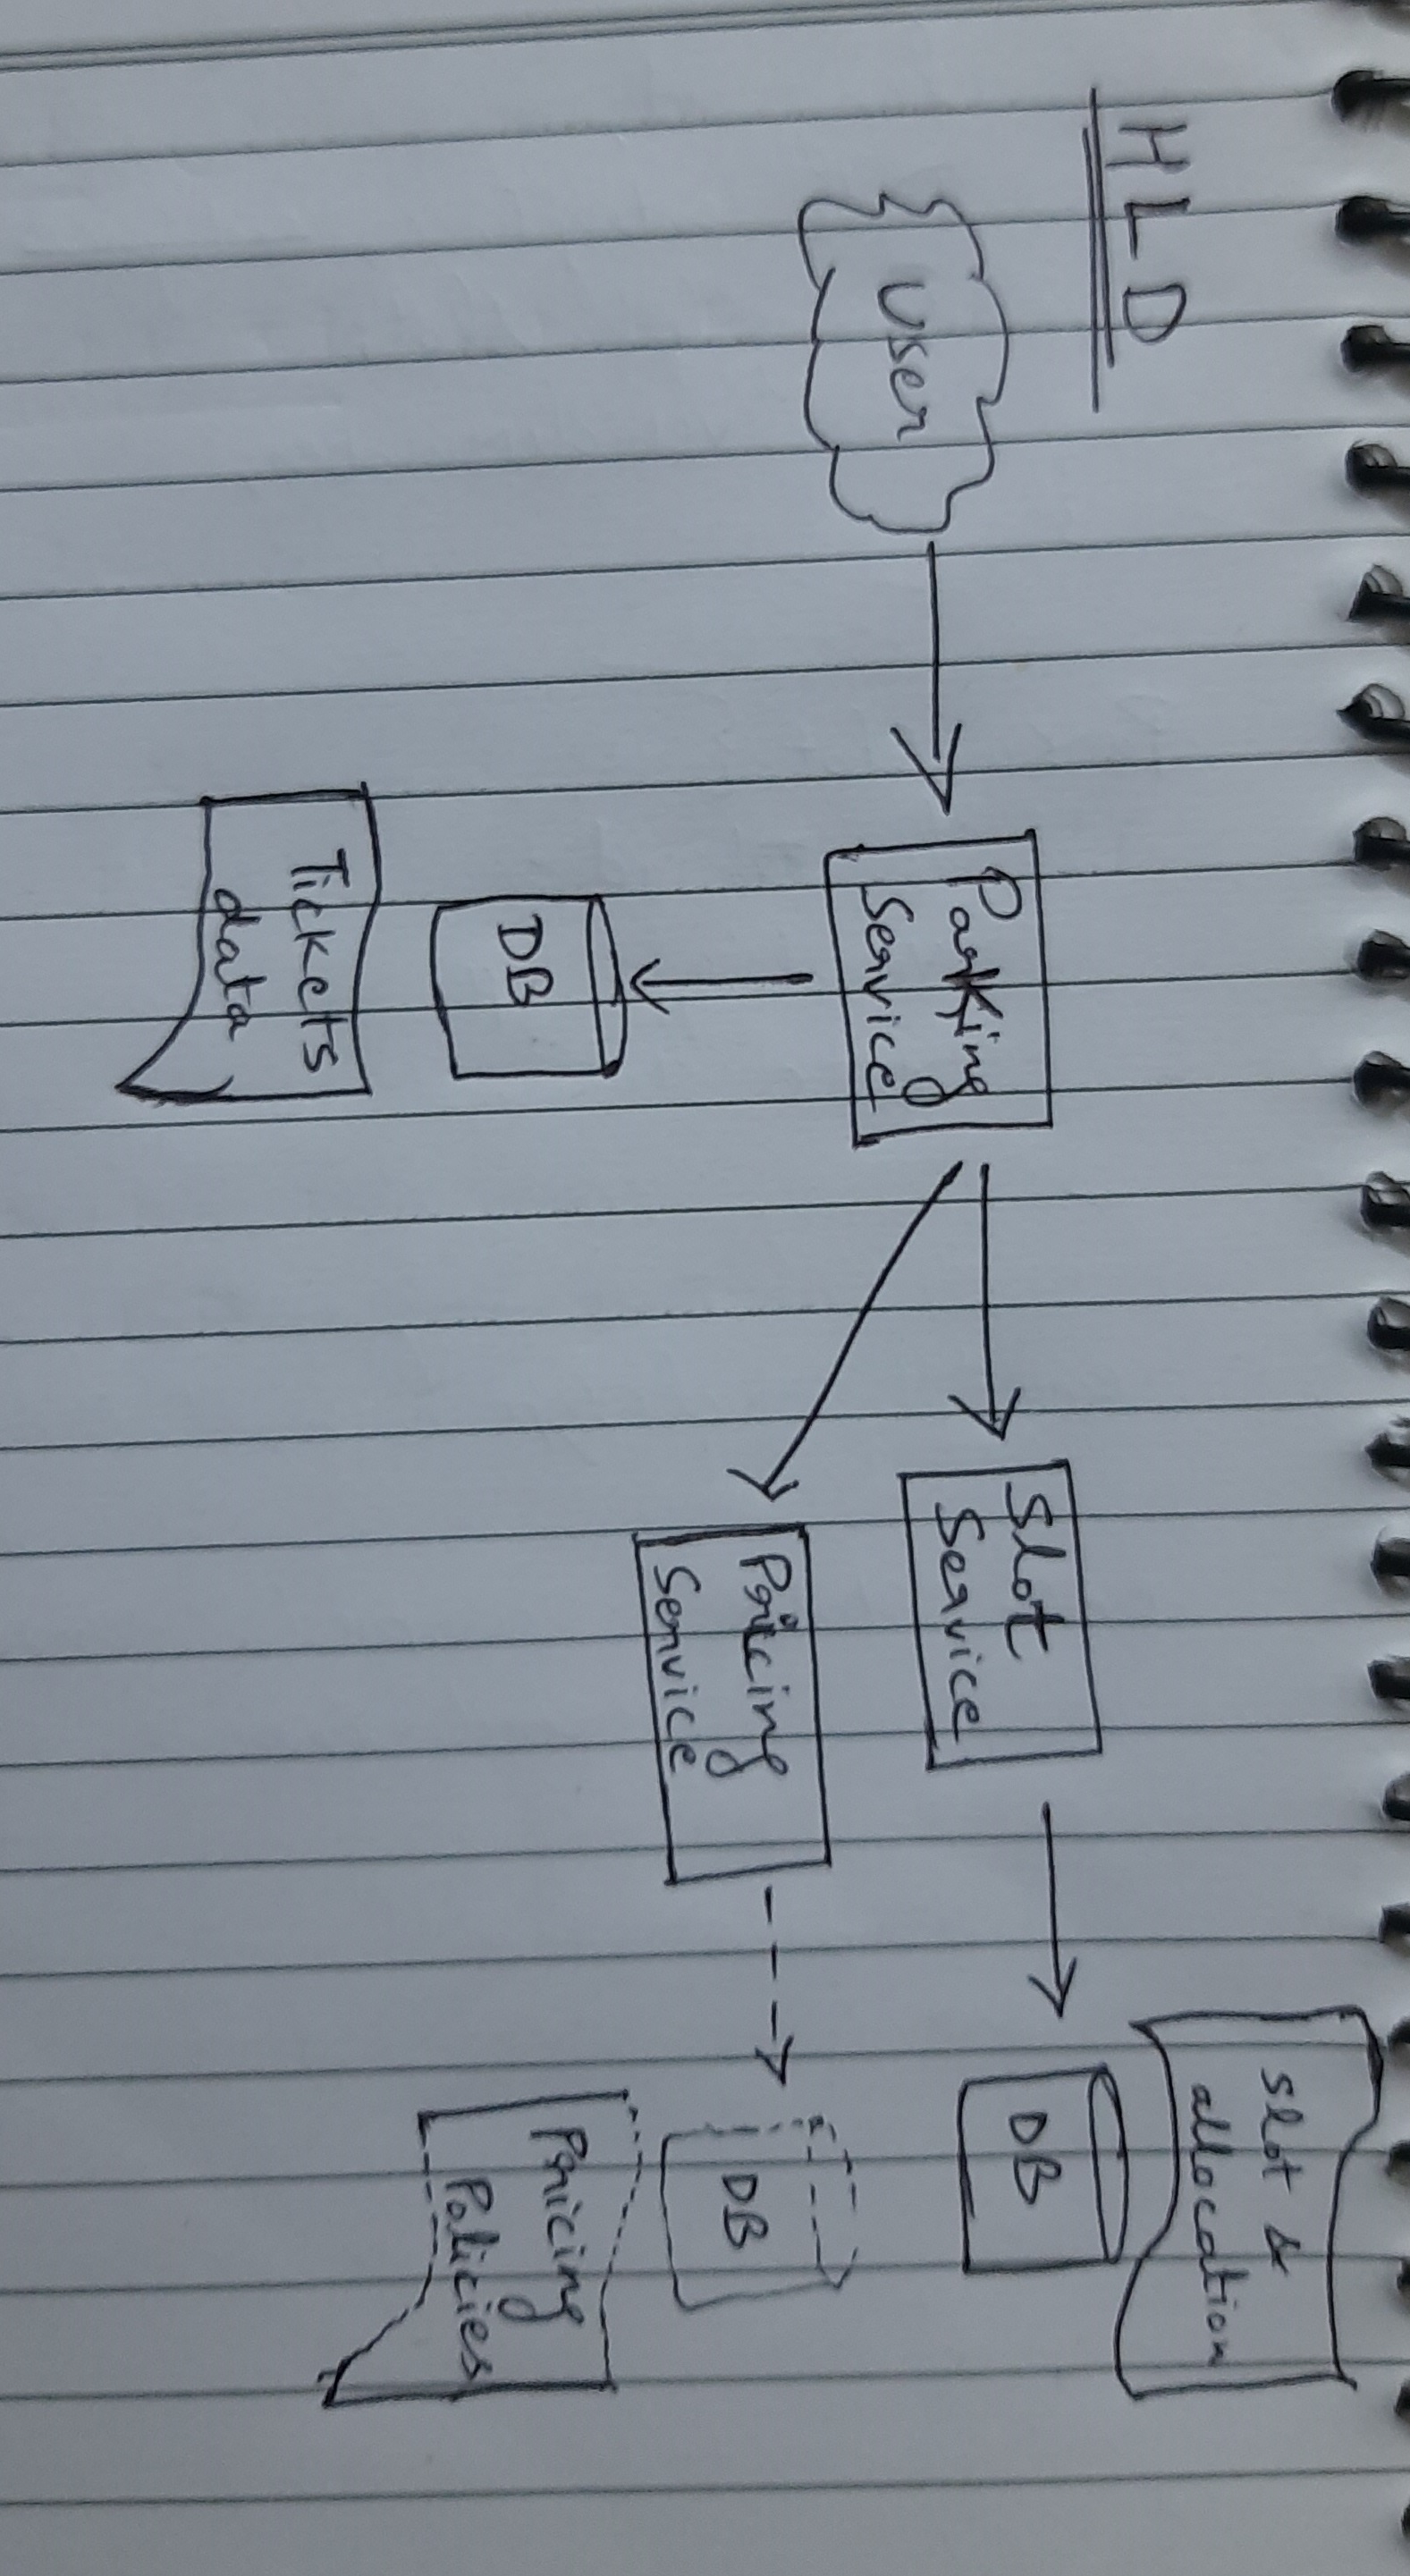 HLD
User
Parking
Service
DB
Tickets
data
Slot
Service
Pricing
Service
Slot &
allocation
DB
DB
Pricing
Policies